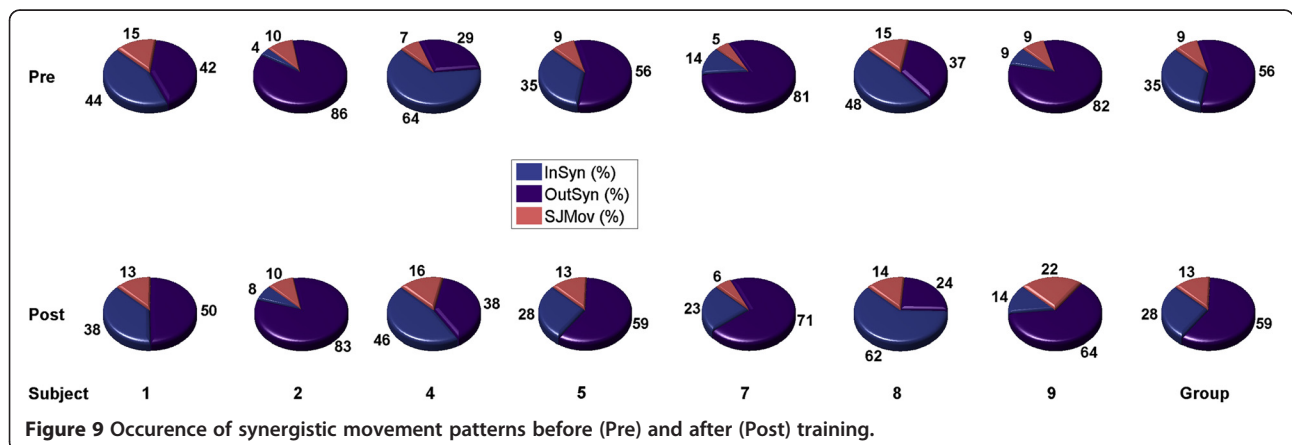 15 42 44
10 4 86
7 29 64
9 56 35
5 14 81
15 37 48
9 9 82
9 56 35
Pre
InSyn (%)
OutSyn (%)
SJMov (%)
13 50 38
10 8 83
16 38 46
13 59 28
6 23 71
14 24 62
22 14 64
13 59 28
Post
Subject 1 2 4 5 7 8 9 Group
Figure 9 Occurence of synergistic movement patterns before (Pre) and after (Post) training.